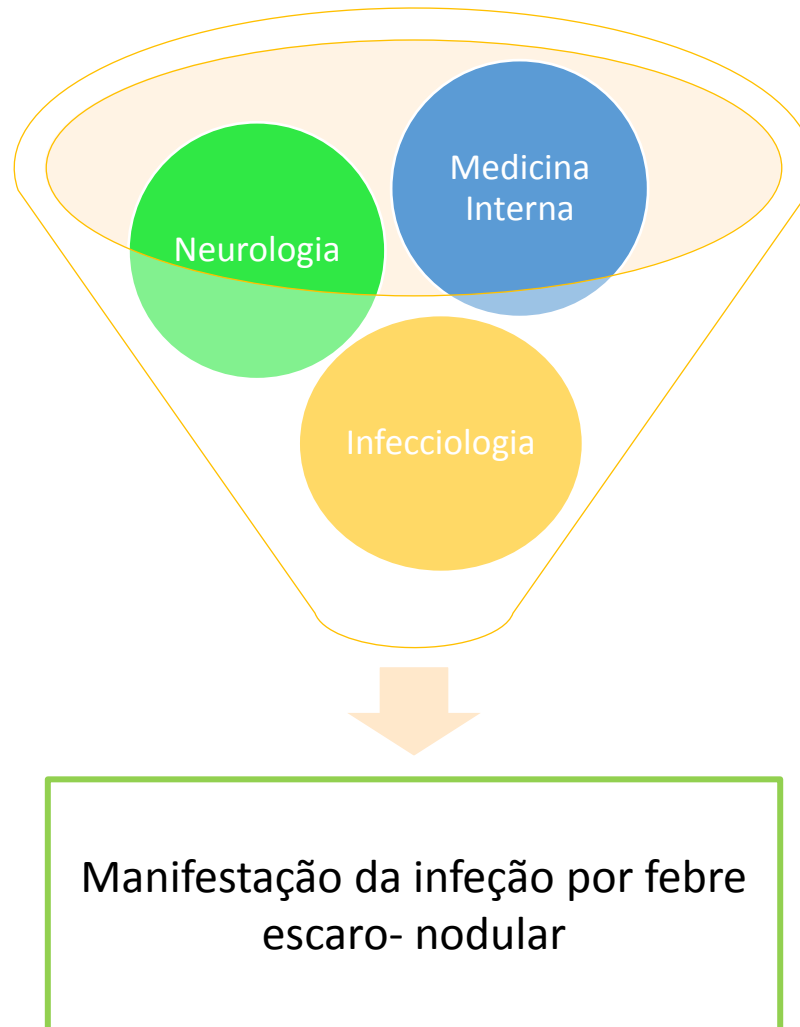 Medicina
Interna
Neurologia
Infecciologia
Manifestação da infeção por febre
escaro- nodular